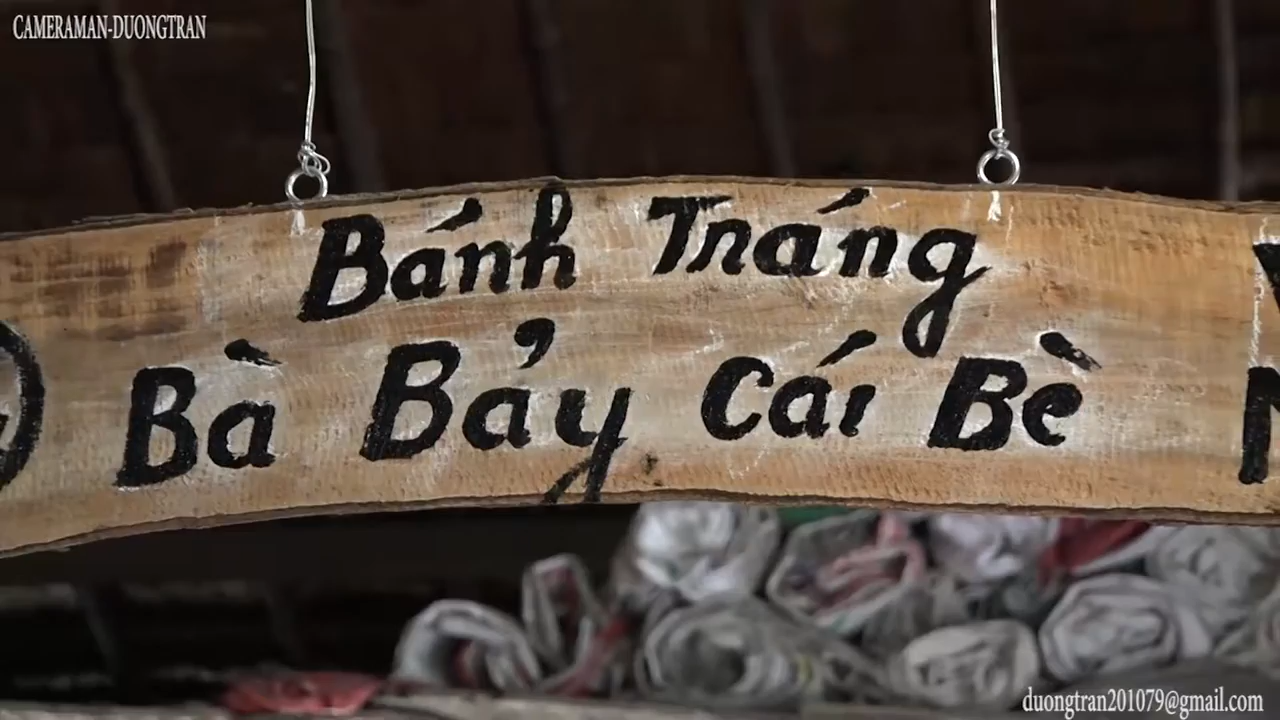 CAMERAMAN-DUONGTRAN
Bánh Tráng
Bà Bảy Cái Bè
duongtran201079@gmail.com